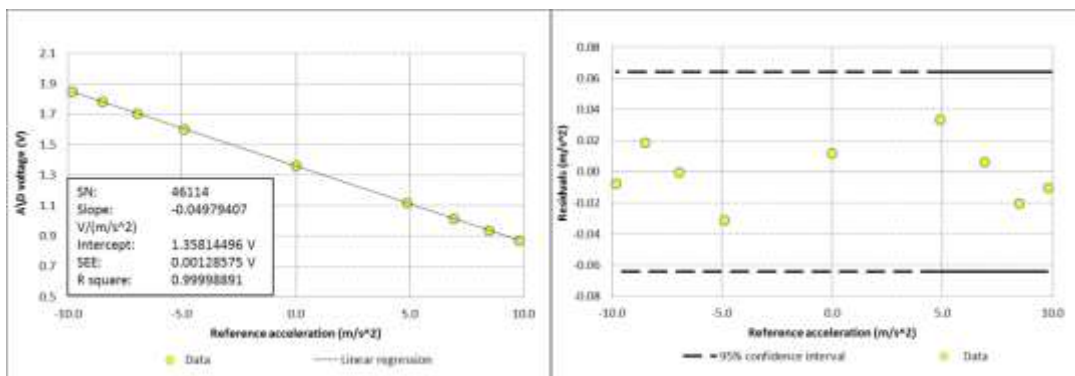 2.1
1.9
1.7
1.5
1.3
1.1
0.9
0.7
0.5
A\D voltage (V)
SN: 46114
Slope: -0.04979407
V/(m/s^2)
Intercept: 1.35814496 V
SEE: 0.00128575 V
R square: 0.99998891
-10.0 -5.0 0.0 5.0 10.0
Reference acceleration (m/s^2)
Data Linear regression
0.08
0.06
0.04
0.02
0.00
-0.02
-0.04
-0.06
-0.08
Residuals (m/s^2)
-10.0 -5.0 0.0 5.0 10.0
Reference acceleration (m/s^2)
95% confidence interval Data